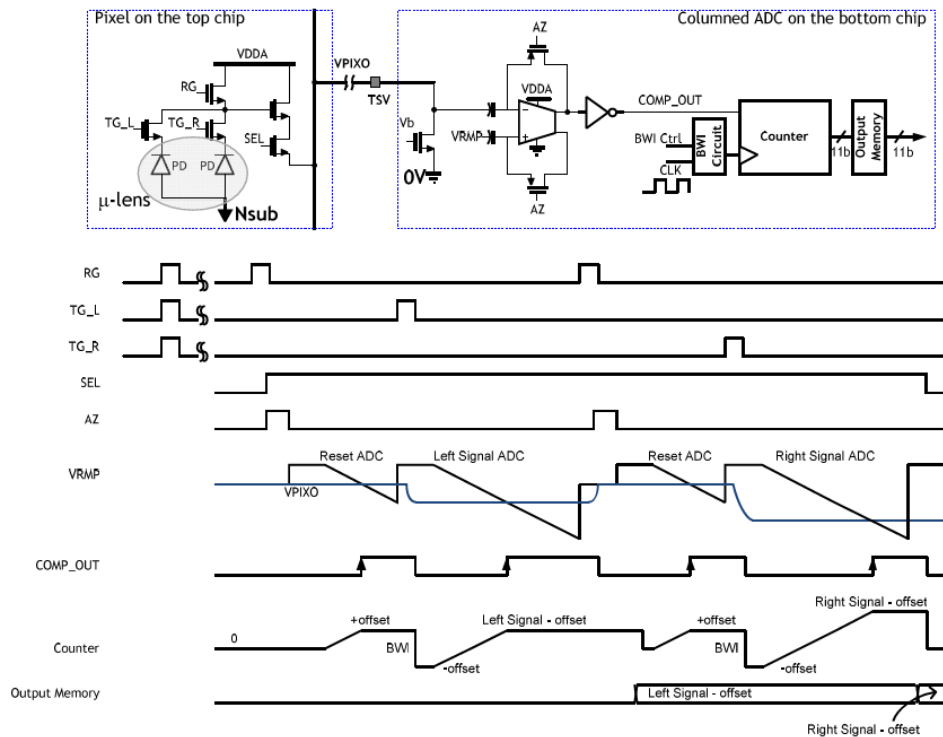 Pixel on the top chip
Columned ADC on the bottom chip
VDDA
RG
TG_L
TG_R
SEL
PD
PD
μ-lens
Nsub
VPIXO
TSV
Vb
0V
AZ
VDDA
VRMP
−
+
AZ
COMP_OUT
BWI Ctrl
CLK
BWI
Circuit
Counter
11b
Output
Memory
11b
RG
TG_L
TG_R
SEL
AZ
VRMP
VPIXO
Reset ADC
Left Signal ADC
Reset ADC
Right Signal ADC
COMP_OUT
Counter
0
+offset
BWI
-offset
Left Signal - offset
+offset
BWI
-offset
Right Signal - offset
Output Memory
Left Signal - offset
Right Signal - offset